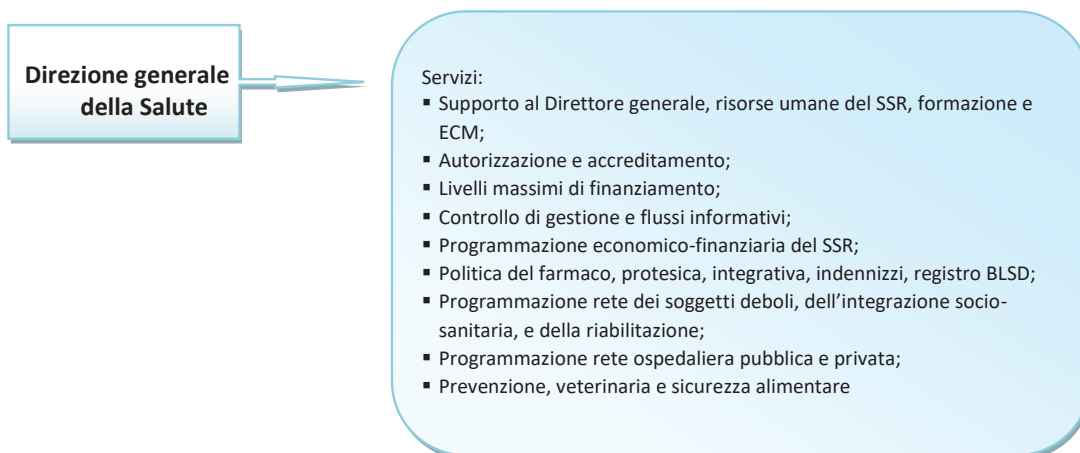 Direzione generale
della Salute
Servizi:
▪ Supporto al Direttore generale, risorse umane del SSR, formazione e
ECM;
▪ Autorizzazione e accreditamento;
▪ Livelli massimi di finanziamento;
▪ Controllo di gestione e flussi informativi;
▪ Programmazione economico-finanziaria del SSR;
▪ Politica del farmaco, protesica, integrativa, indennizzi, registro BLSD;
▪ Programmazione rete dei soggetti deboli, dell’integrazione socio-
sanitaria, e della riabilitazione;
▪ Programmazione rete ospedaliera pubblica e privata;
▪ Prevenzione, veterinaria e sicurezza alimentare